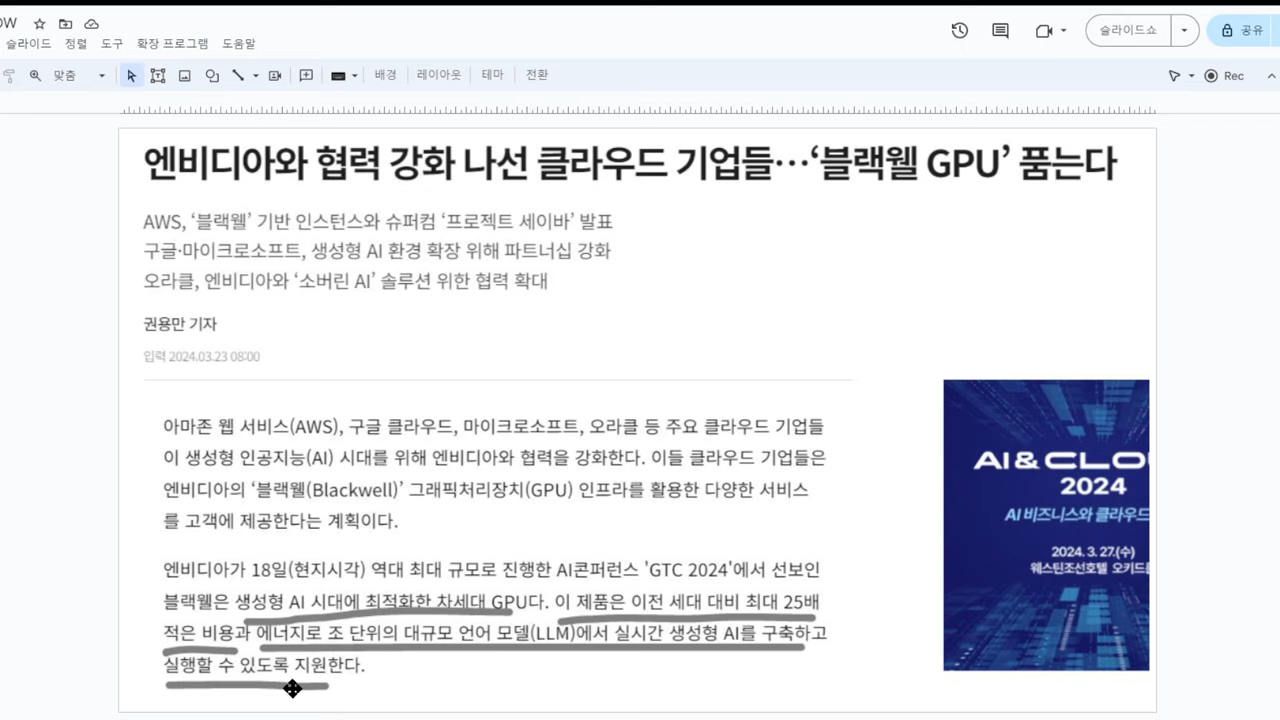 슬라이드 정렬 도구 확장 프로그램 도움말
슬라이드쇼 공유
맞춤 배경 레이아웃 테마 전환 Rec
엔비디아와 협력 강화 나선 클라우드 기업들…‘블랙웰 GPU’ 품는다
AWS, ‘블랙웰’ 기반 인스턴스와 슈퍼컴 ‘프로젝트 세이바’ 발표
구글·마이크로소프트, 생성형 AI 환경 확장 위해 파트너십 강화
오라클, 엔비디아와 ‘소버린 AI’ 솔루션 위한 협력 확대
권용만 기자
입력 2024.03.23 08:00
아마존 웹 서비스(AWS), 구글 클라우드, 마이크로소프트, 오라클 등 주요 클라우드 기업들
이 생성형 인공지능(AI) 시대를 위해 엔비디아와 협력을 강화한다. 이들 클라우드 기업들은
엔비디아의 ‘블랙웰(Blackwell)’ 그래픽처리장치(GPU) 인프라를 활용한 다양한 서비스
를 고객에 제공한다는 계획이다.
엔비디아가 18일(현지시각) 역대 최대 규모로 진행한 AI콘퍼런스 'GTC 2024'에서 선보인
블랙웰은 생성형 AI 시대에 최적화한 차세대 GPU다. 이 제품은 이전 세대 대비 최대 25배
적은 비용과 에너지로 조 단위의 대규모 언어 모델(LLM)에서 실시간 생성형 AI를 구축하고
실행할 수 있도록 지원한다.
AI & CLO
2024
AI 비즈니스와 클라우드
2024. 3. 27.(수)
웨스틴조선호텔 오키드